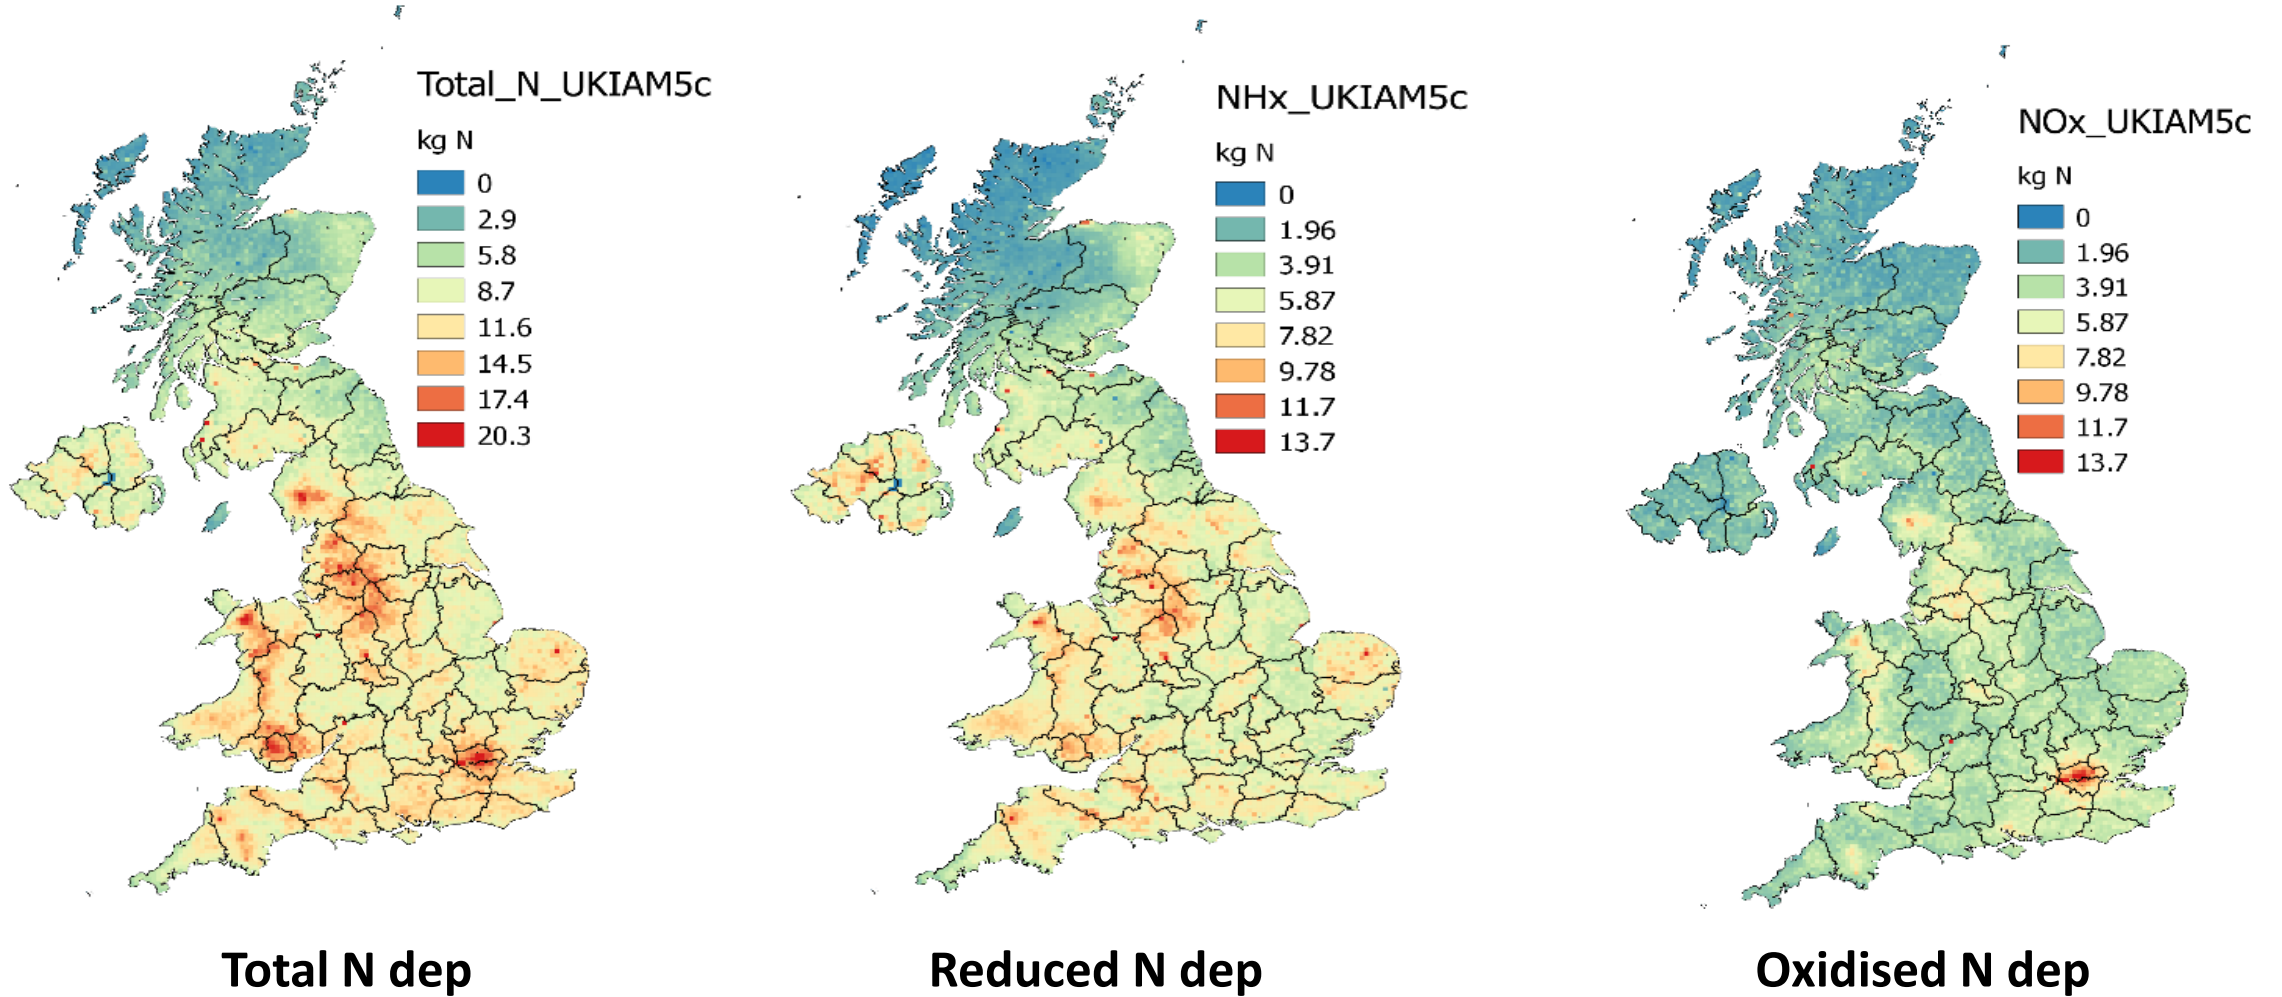 Total_N_UKIAM5c
kg N
0
2.9
5.8
8.7
11.6
14.5
17.4
20.3
Total N dep
NHx_UKIAM5c
kg N
0
1.96
3.91
5.87
7.82
9.78
11.7
13.7
Reduced N dep
NOx_UKIAM5c
kg N
0
1.96
3.91
5.87
7.82
9.78
11.7
13.7
Oxidised N dep